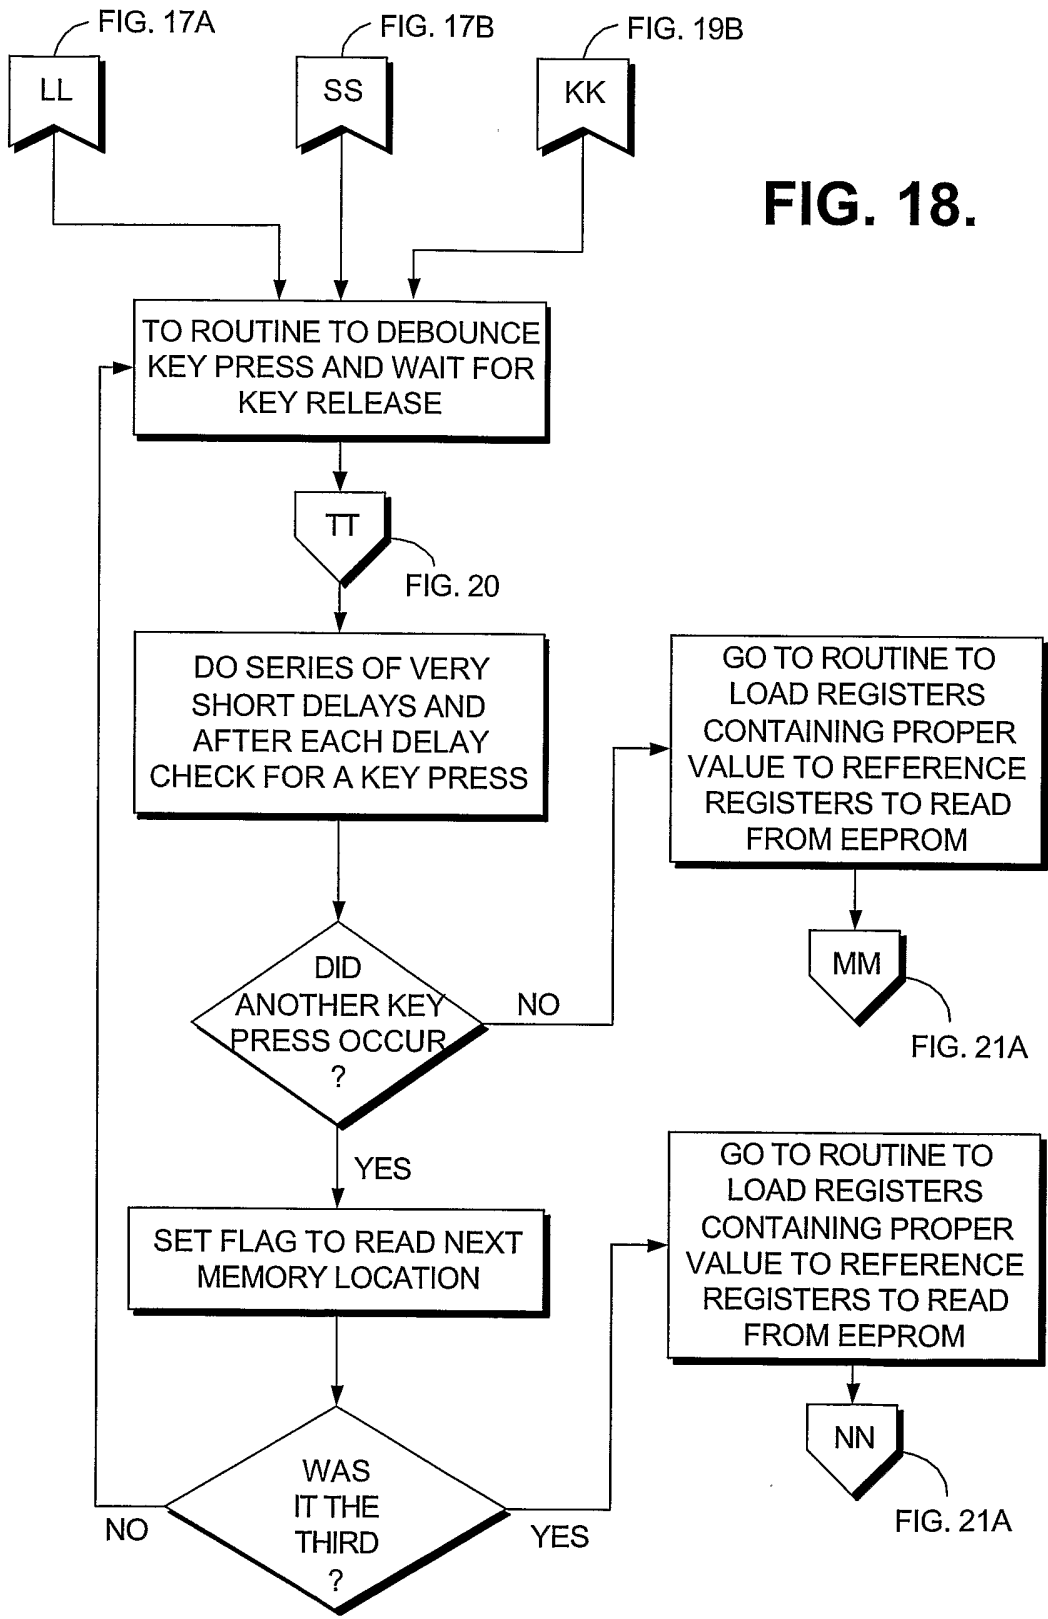 FIG. 17A
FIG. 17B
FIG. 19B
LL
SS
KK
FIG. 18.
TO ROUTINE TO DEBOUNCE
KEY PRESS AND WAIT FOR
KEY RELEASE
TT
FIG. 20
DO SERIES OF VERY
SHORT DELAYS AND
AFTER EACH DELAY
CHECK FOR A KEY PRESS
GO TO ROUTINE TO
LOAD REGISTERS
CONTAINING PROPER
VALUE TO REFERENCE
REGISTERS TO READ
FROM EEPROM
MM
FIG. 21A
DID
ANOTHER KEY
PRESS OCCUR
?
NO
YES
SET FLAG TO READ NEXT
MEMORY LOCATION
GO TO ROUTINE TO
LOAD REGISTERS
CONTAINING PROPER
VALUE TO REFERENCE
REGISTERS TO READ
FROM EEPROM
NN
FIG. 21A
WAS
IT THE
THIRD
?
NO
YES